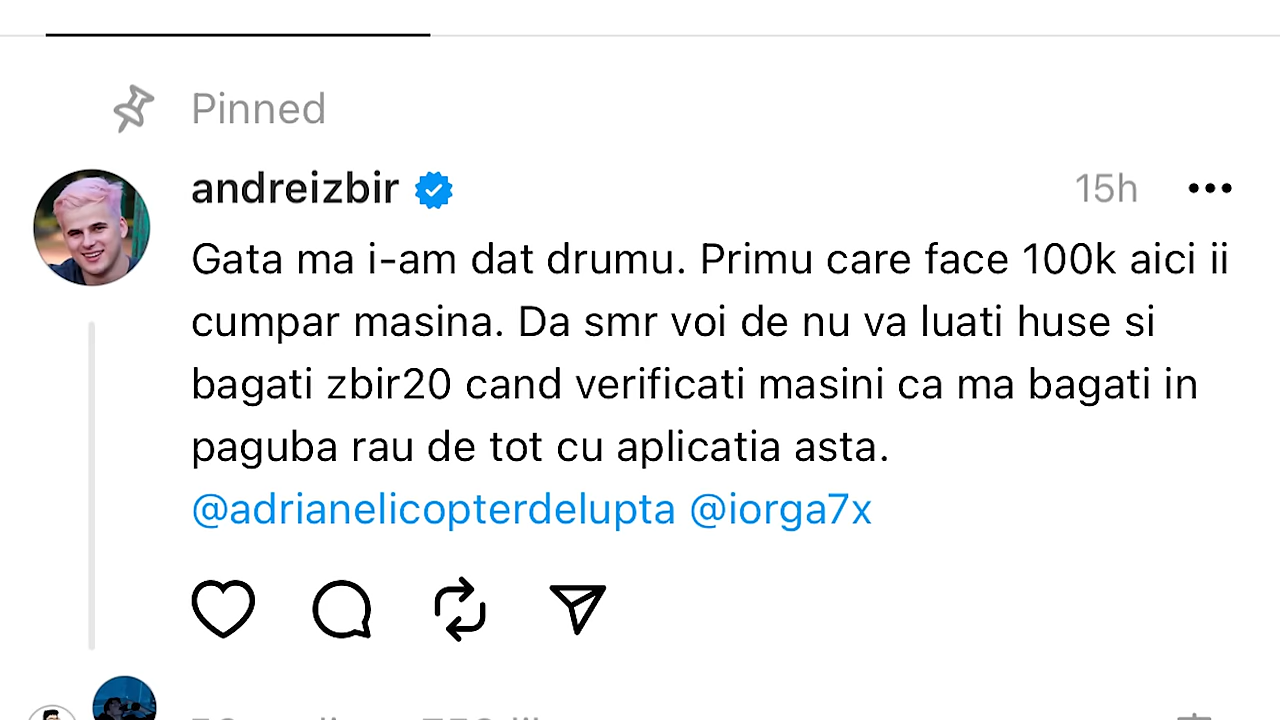 Pinned
andreizbir
15h
Gata ma i-am dat drumu. Primu care face 100k aici ii
cumpar masina. Da smr voi de nu va luati huse si
bagati zbir20 cand verificati masini ca ma bagati in
paguba rau de tot cu aplicatia asta.
@adrianelicopterdelupta @iorga7x